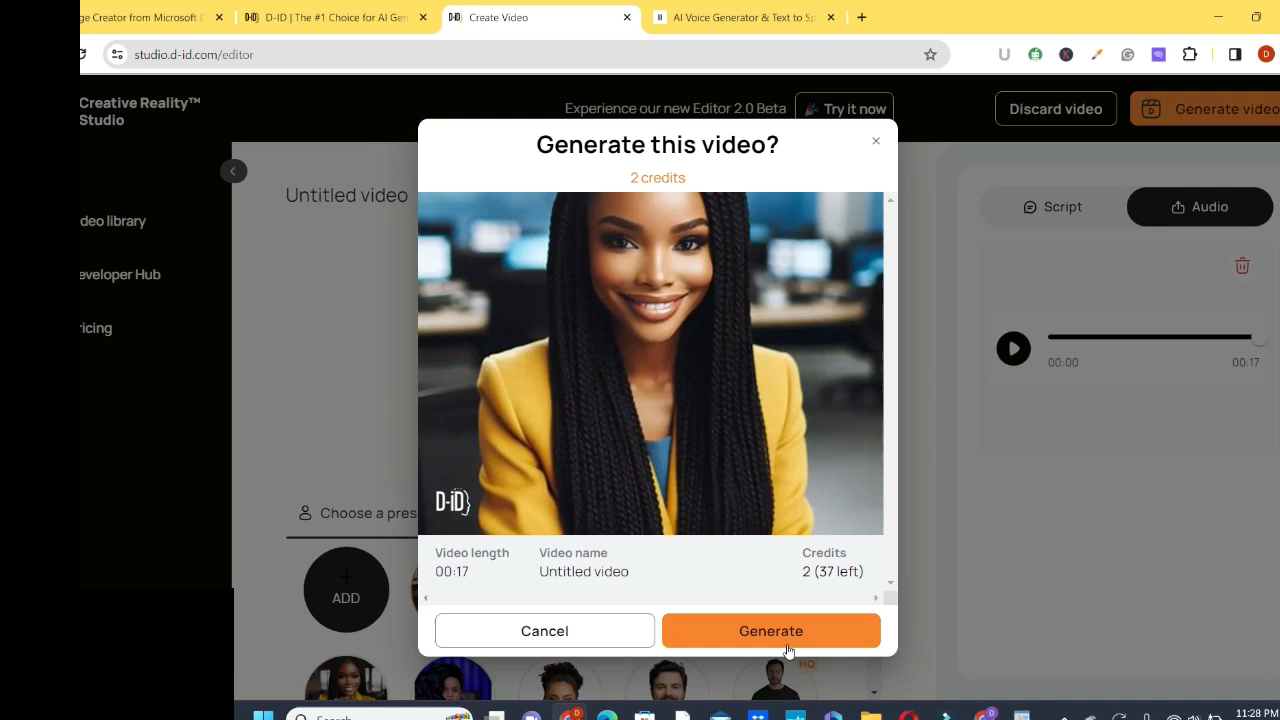 ge Creator from Microsoft D
D-ID | The #1 Choice for AI Gen
Create Video
AI Voice Generator & Text to Sp
studio.d-id.com/editor
Creative Reality™
Studio
Experience our new Editor 2.0 Beta
Try it now
Discard video
Generate video
Generate this video?
2 credits
Untitled video
Script
Audio
deo library
eveloper Hub
ricing
00:00
00:17
D-iD
Choose a pres
ADD
Video length
Video name
Credits
00:17
Untitled video
2 (37 left)
Cancel
Generate
HQ
Search
11:28 PM